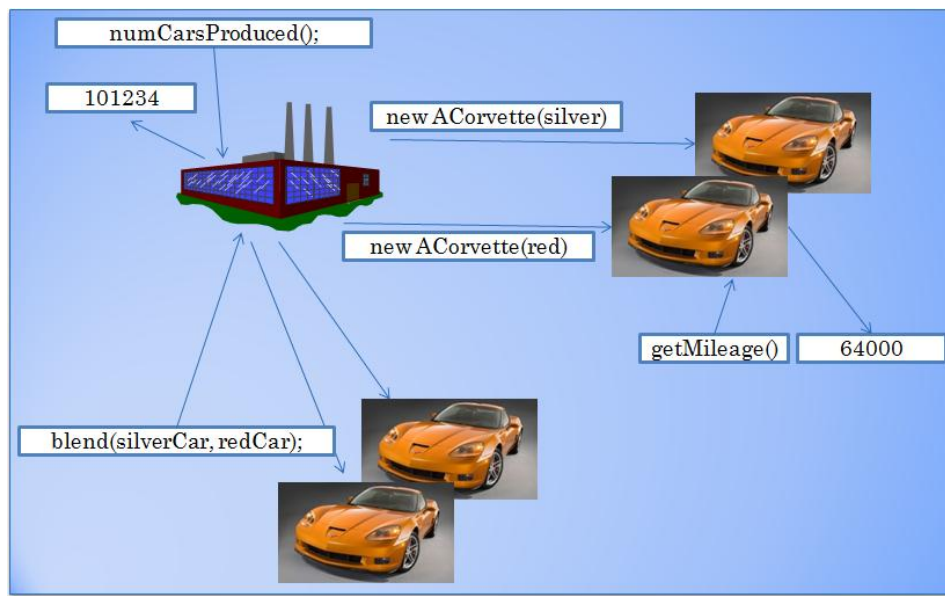 numCarsProduced();
101234
new ACorvette(silver)
new ACorvette(red)
getMileage()
64000
blend(silverCar, redCar);